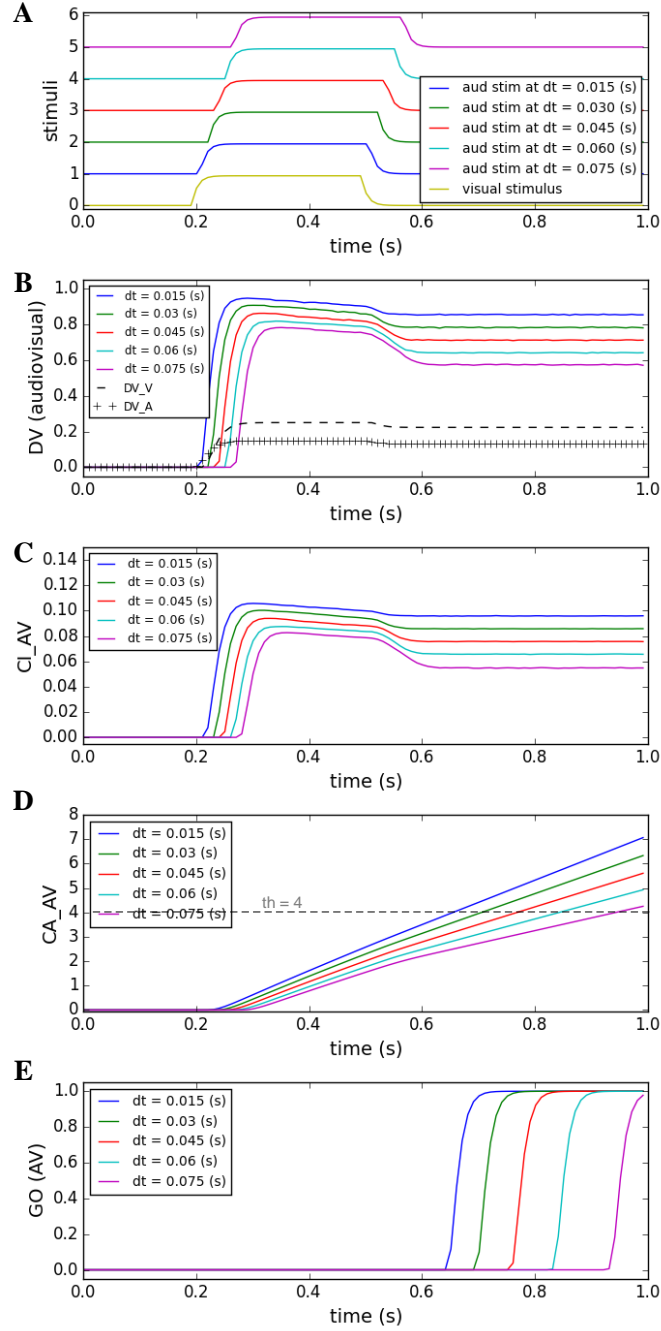 A
6
5
4
3
2
1
0
stimuli
aud stim at dt = 0.015 (s)
aud stim at dt = 0.030 (s)
aud stim at dt = 0.045 (s)
aud stim at dt = 0.060 (s)
aud stim at dt = 0.075 (s)
visual stimulus
0.0 0.2 0.4 0.6 0.8 1.0
time (s)
B
1.0
0.8
0.6
0.4
0.2
0.0
DV (audiovisual)
dt = 0.015 (s)
dt = 0.03 (s)
dt = 0.045 (s)
dt = 0.06 (s)
dt = 0.075 (s)
DV_V
DV_A
0.0 0.2 0.4 0.6 0.8 1.0
time (s)
C
0.14
0.12
0.10
0.08
0.06
0.04
0.02
0.00
CI_AV
dt = 0.015 (s)
dt = 0.03 (s)
dt = 0.045 (s)
dt = 0.06 (s)
dt = 0.075 (s)
0.0 0.2 0.4 0.6 0.8 1.0
time (s)
D
8
7
6
5
4
3
2
1
0
CA_AV
dt = 0.015 (s)
dt = 0.03 (s)
dt = 0.045 (s)
dt = 0.06 (s)
dt = 0.075 (s)
th = 4
0.0 0.2 0.4 0.6 0.8 1.0
time (s)
E
1.0
0.8
0.6
0.4
0.2
0.0
GO (AV)
dt = 0.015 (s)
dt = 0.03 (s)
dt = 0.045 (s)
dt = 0.06 (s)
dt = 0.075 (s)
0.0 0.2 0.4 0.6 0.8 1.0
time (s)